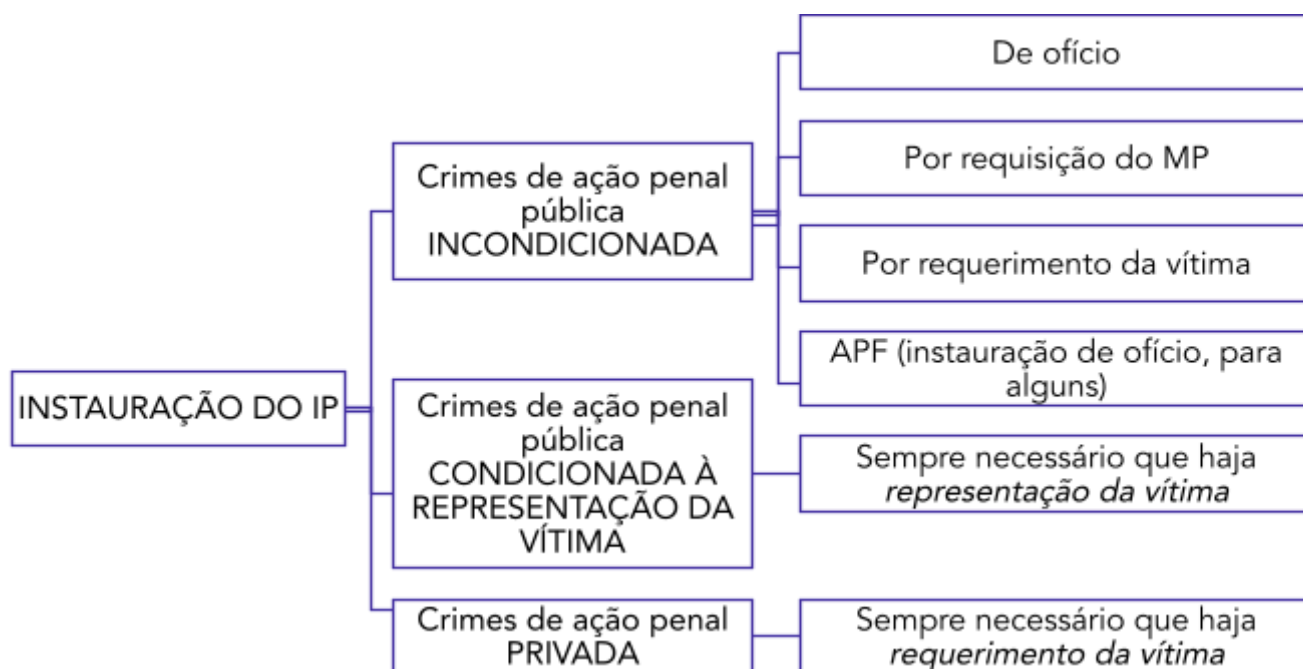 INSTAURAÇÃO DO IP
Crimes de ação penal
pública
INCONDICIONADA
De ofício
Por requisição do MP
Por requerimento da vítima
APF (instauração de ofício, para
alguns)
Crimes de ação penal
pública
CONDICIONADA À
REPRESENTAÇÃO DA
VÍTIMA
Sempre necessário que haja
representação da vítima
Crimes de ação penal
PRIVADA
Sempre necessário que haja
requerimento da vítima